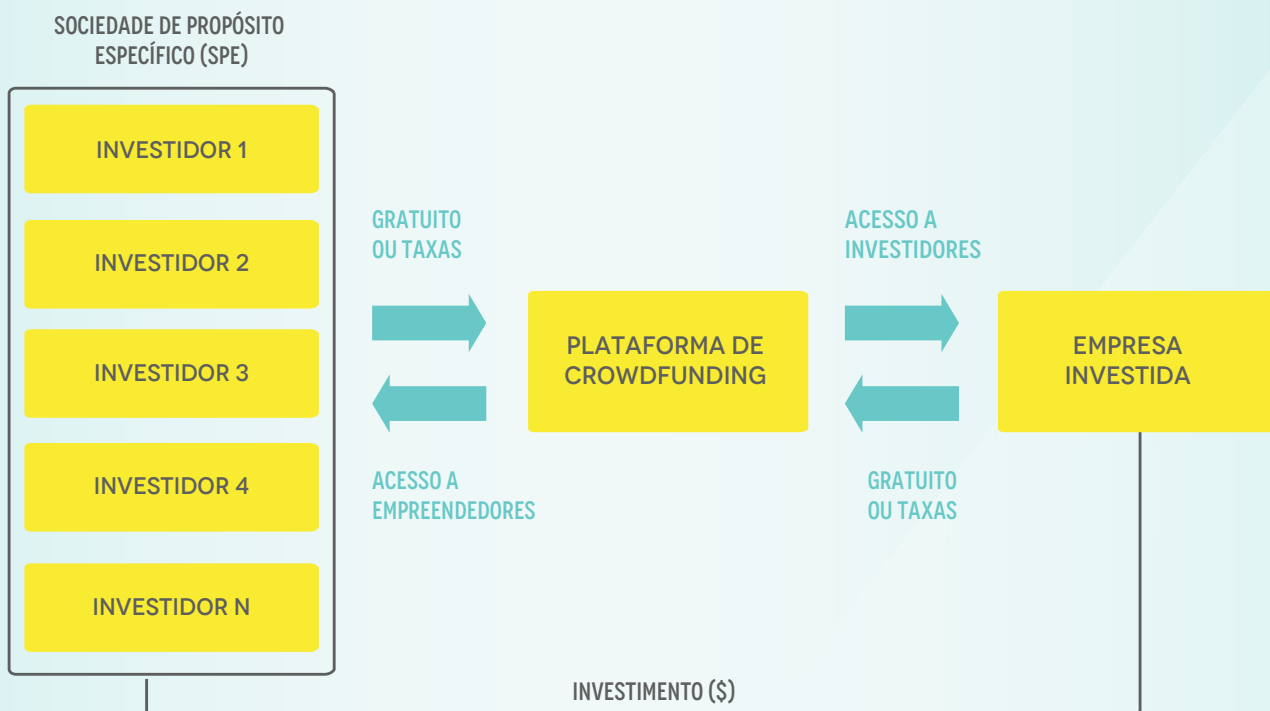 SOCIEDADE DE PROPÓSITO
ESPECÍFICO (SPE)
INVESTIDOR 1
INVESTIDOR 2
INVESTIDOR 3
INVESTIDOR 4
INVESTIDOR N
GRATUITO
OU TAXAS
ACESSO A
EMPREENDEDORES
PLATAFORMA DE
CROWDFUNDING
ACESSO A
INVESTIDORES
GRATUITO
OU TAXAS
EMPRESA
INVESTIDA
INVESTIMENTO ($)